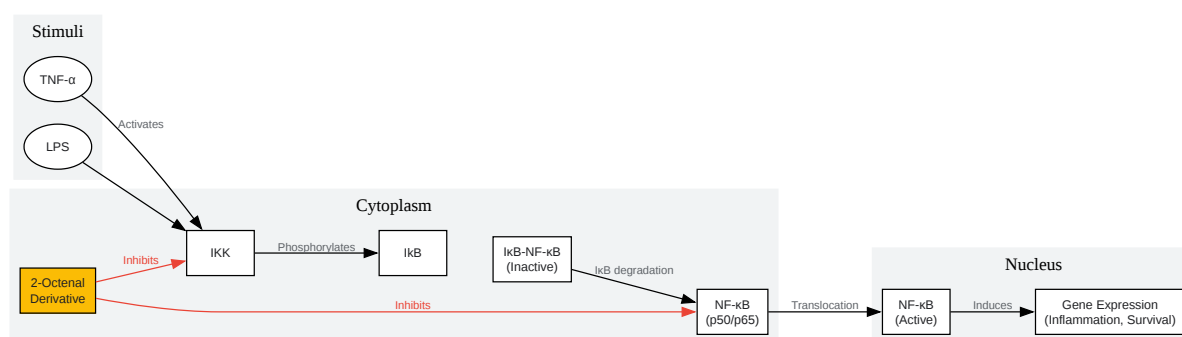 Stimuli
TNF-α
Activates
LPS
Cytoplasm
IKK
Phosphorylates
IkB
IκB-NF-κB
(Inactive)
IκB degradation
Inhibits
2-Octenal
Derivative
Inhibits
NF-κB
(p50/p65)
Translocation
Nucleus
NF-κB
(Active)
Induces
Gene Expression
(Inflammation, Survival)